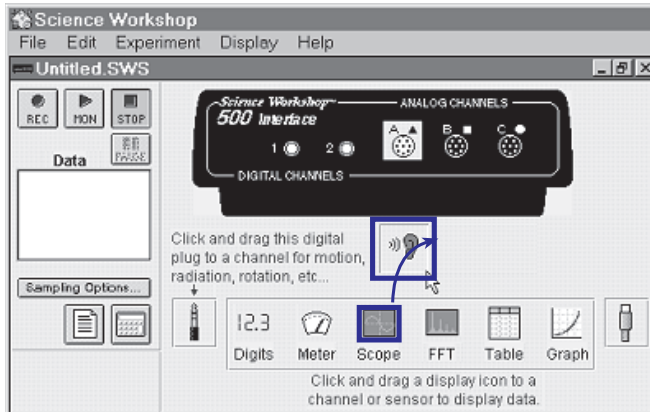 Science Workshop
File Edit Experiment Display Help
Untitled.SWS
REC MON STOP
PAUSE
Data
Sampling Options...
Science Workshop™
500 Interface
ANALOG CHANNELS
A B C
1 2
DIGITAL CHANNELS
Click and drag this digital
plug to a channel for motion,
radiation, rotation, etc...
12.3
Digits Meter Scope FFT Table Graph
Click and drag a display icon to a
channel or sensor to display data.